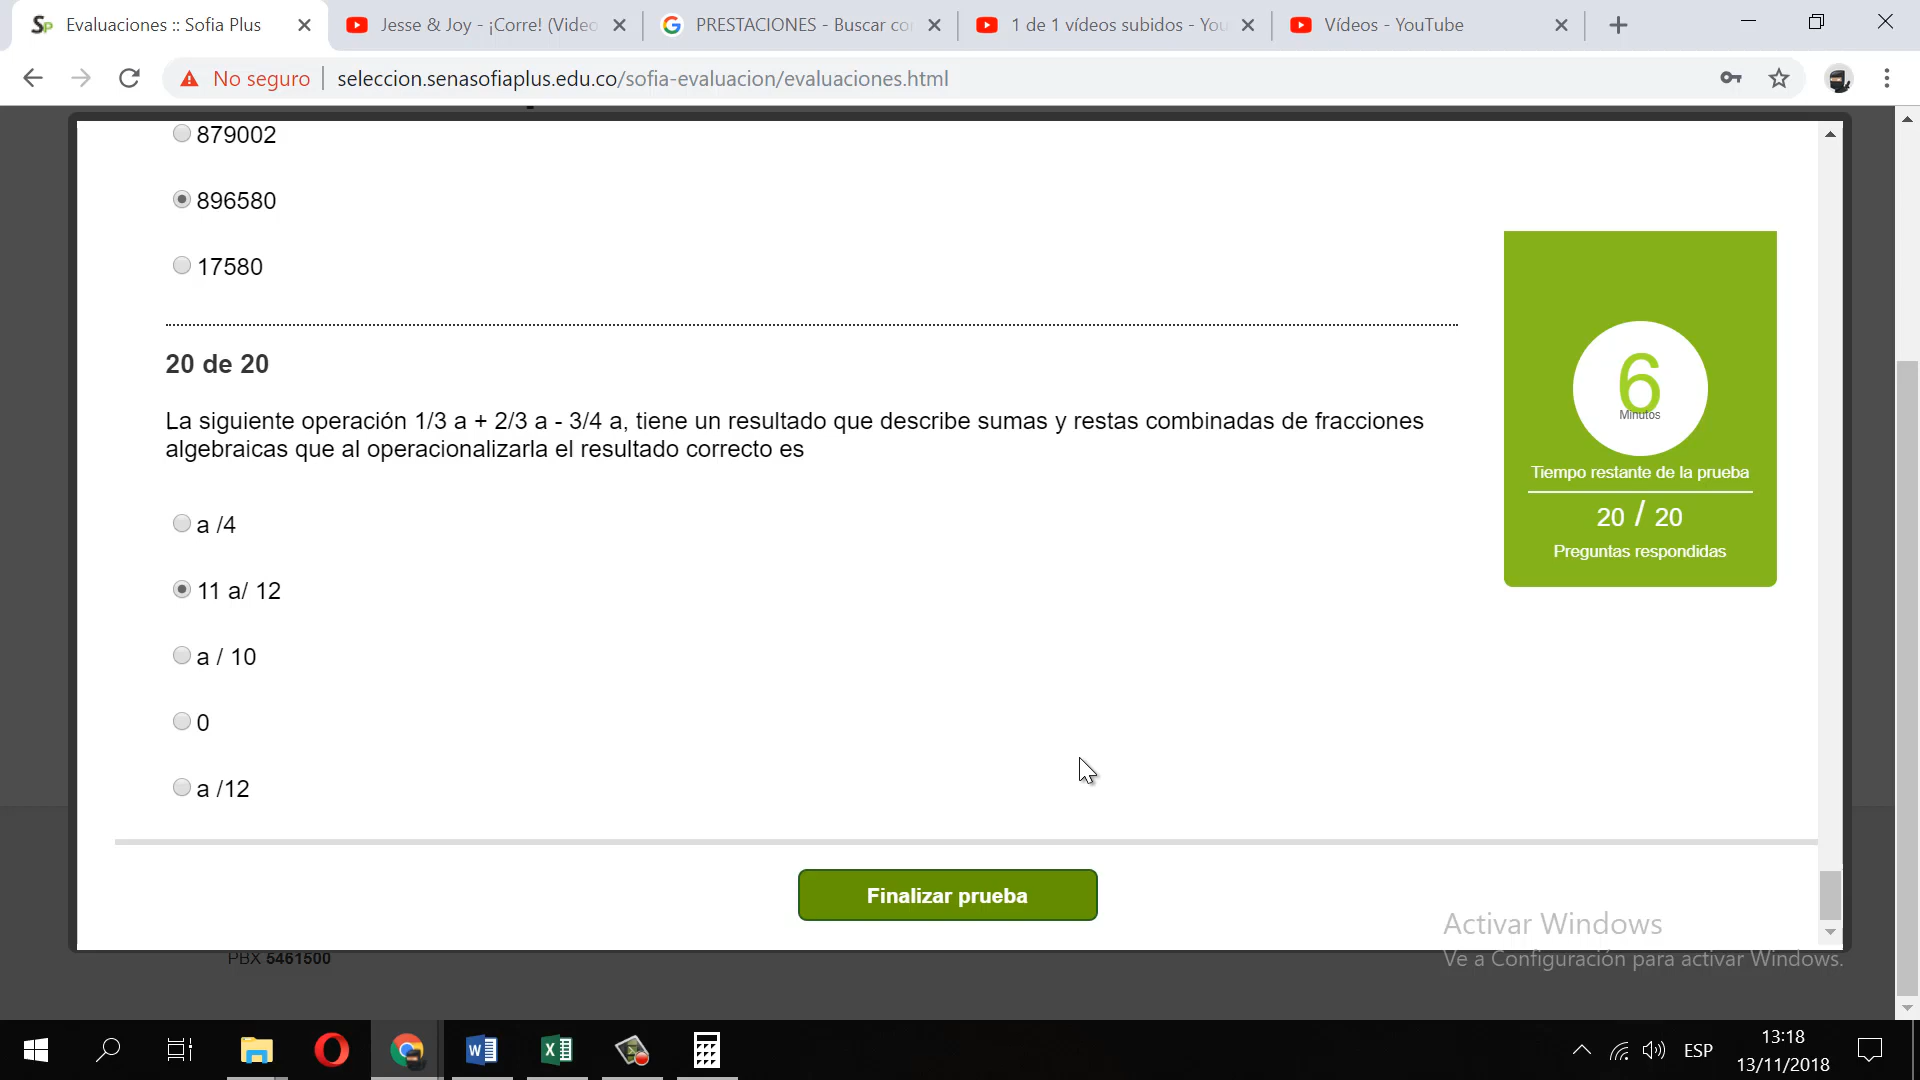 Evaluaciones :: Sofia Plus
Jesse & Joy - ¡Corre! (Video
PRESTACIONES - Buscar co
1 de 1 vídeos subidos - You
Vídeos - YouTube
No seguro
seleccion.senasofiaplus.edu.co/sofia-evaluacion/evaluaciones.html
879002
896580
17580
20 de 20
La siguiente operación 1/3 a + 2/3 a - 3/4 a, tiene un resultado que describe sumas y restas combinadas de fracciones
algebraicas que al operacionalizarla el resultado correcto es
a /4
11 a/ 12
a / 10
0
a /12
6
Minutos
Tiempo restante de la prueba
20 / 20
Preguntas respondidas
Finalizar prueba
Activar Windows
Ve a Configuración para activar Windows.
PBX 5461500
ESP
13:18
13/11/2018